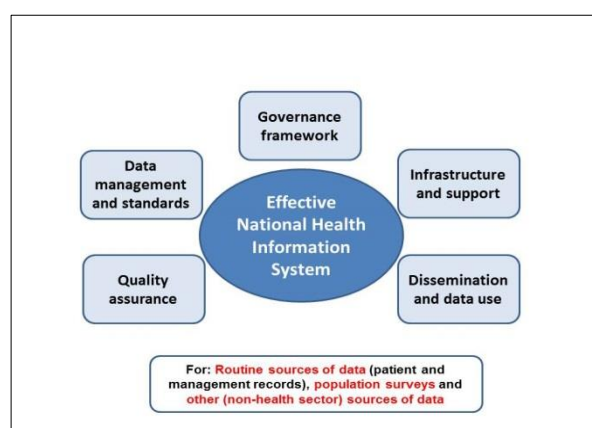 Governance
framework
Data
management
and standards
Infrastructure
and support
Effective
National Health
Information
System
Quality
assurance
Dissemination
and data use
For: Routine sources of data (patient and
management records), population surveys and
other (non-health sector) sources of data